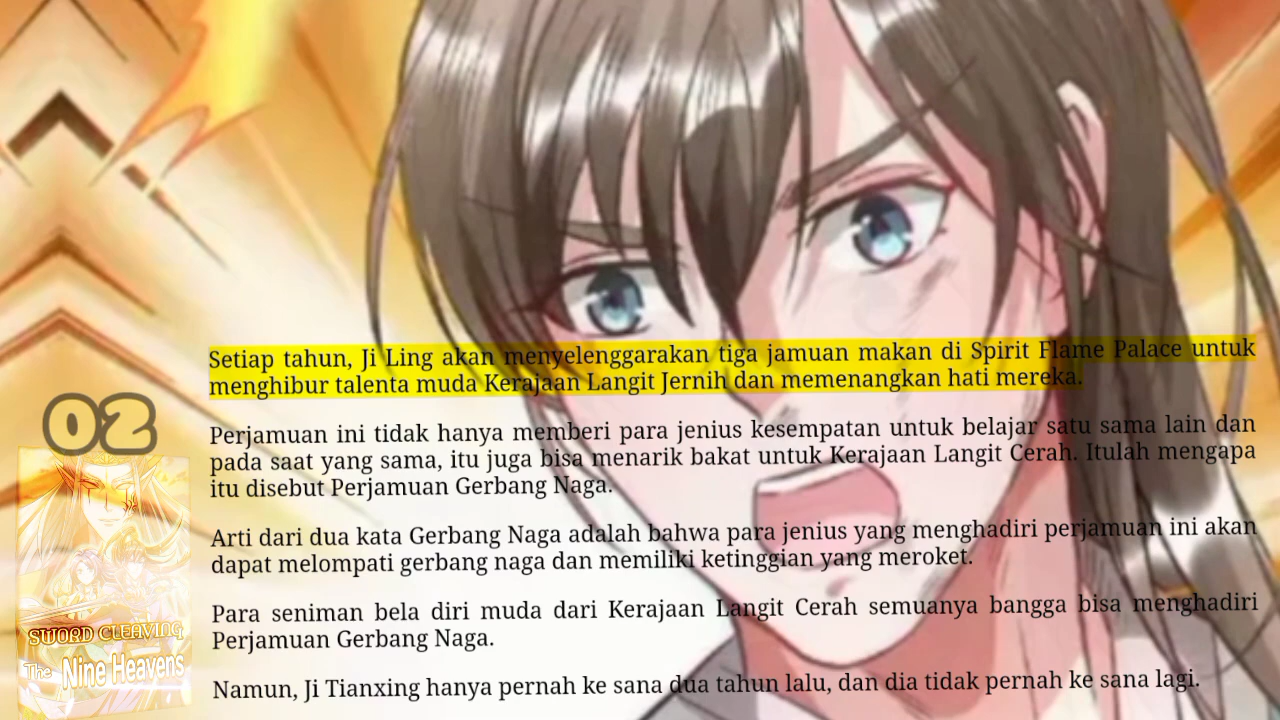 Setiap tahun, Ji Ling akan menyelenggarakan tiga jamuan makan di Spirit Flame Palace untuk
menghibur talenta muda Kerajaan Langit Jernih dan memenangkan hati mereka.
Perjamuan ini tidak hanya memberi para jenius kesempatan untuk belajar satu sama lain dan
pada saat yang sama, itu juga bisa menarik bakat untuk Kerajaan Langit Cerah. Itulah mengapa
itu disebut Perjamuan Gerbang Naga.
Arti dari dua kata Gerbang Naga adalah bahwa para jenius yang menghadiri perjamuan ini akan
dapat melompati gerbang naga dan memiliki ketinggian yang meroket.
Para seniman bela diri muda dari Kerajaan Langit Cerah semuanya bangga bisa menghadiri
Perjamuan Gerbang Naga.
Namun, Ji Tianxing hanya pernah ke sana dua tahun lalu, dan dia tidak pernah ke sana lagi.
02
SWORD CLEAVING
The Nine Heavens